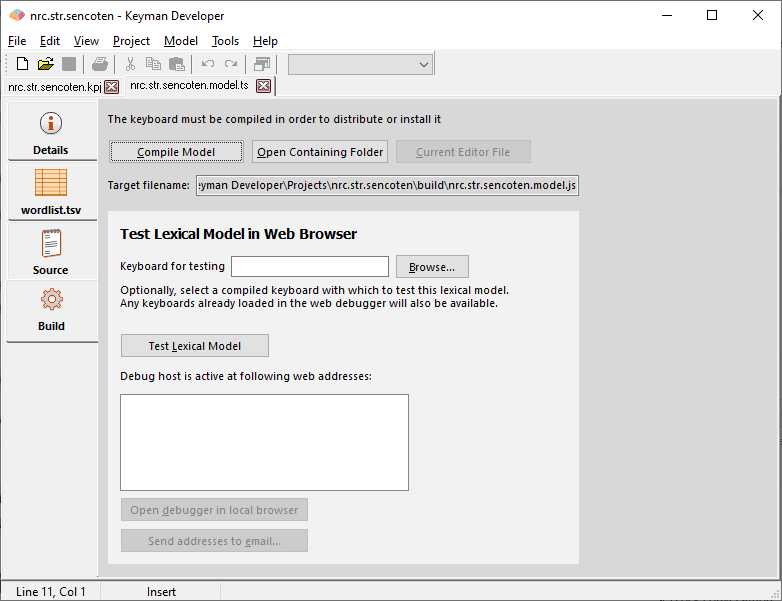 nrc.str.sencoten - Keyman Developer
File Edit View Project Model Tools Help
nrc.str.sencoten.kpj nrc.str.sencoten.model.ts
Details
wordlist.tsv
Source
Build
The keyboard must be compiled in order to distribute or install it
Compile Model Open Containing Folder Current Editor File
Target filename: yman Developer\Projects\nrc.str.sencoten\build\nrc.str.sencoten.model.js
Test Lexical Model in Web Browser
Keyboard for testing Browse...
Optionally, select a compiled keyboard with which to test this lexical model.
Any keyboards already loaded in the web debugger will also be available.
Test Lexical Model
Debug host is active at following web addresses:
Open debugger in local browser
Send addresses to email...
Line 11, Col 1 Insert